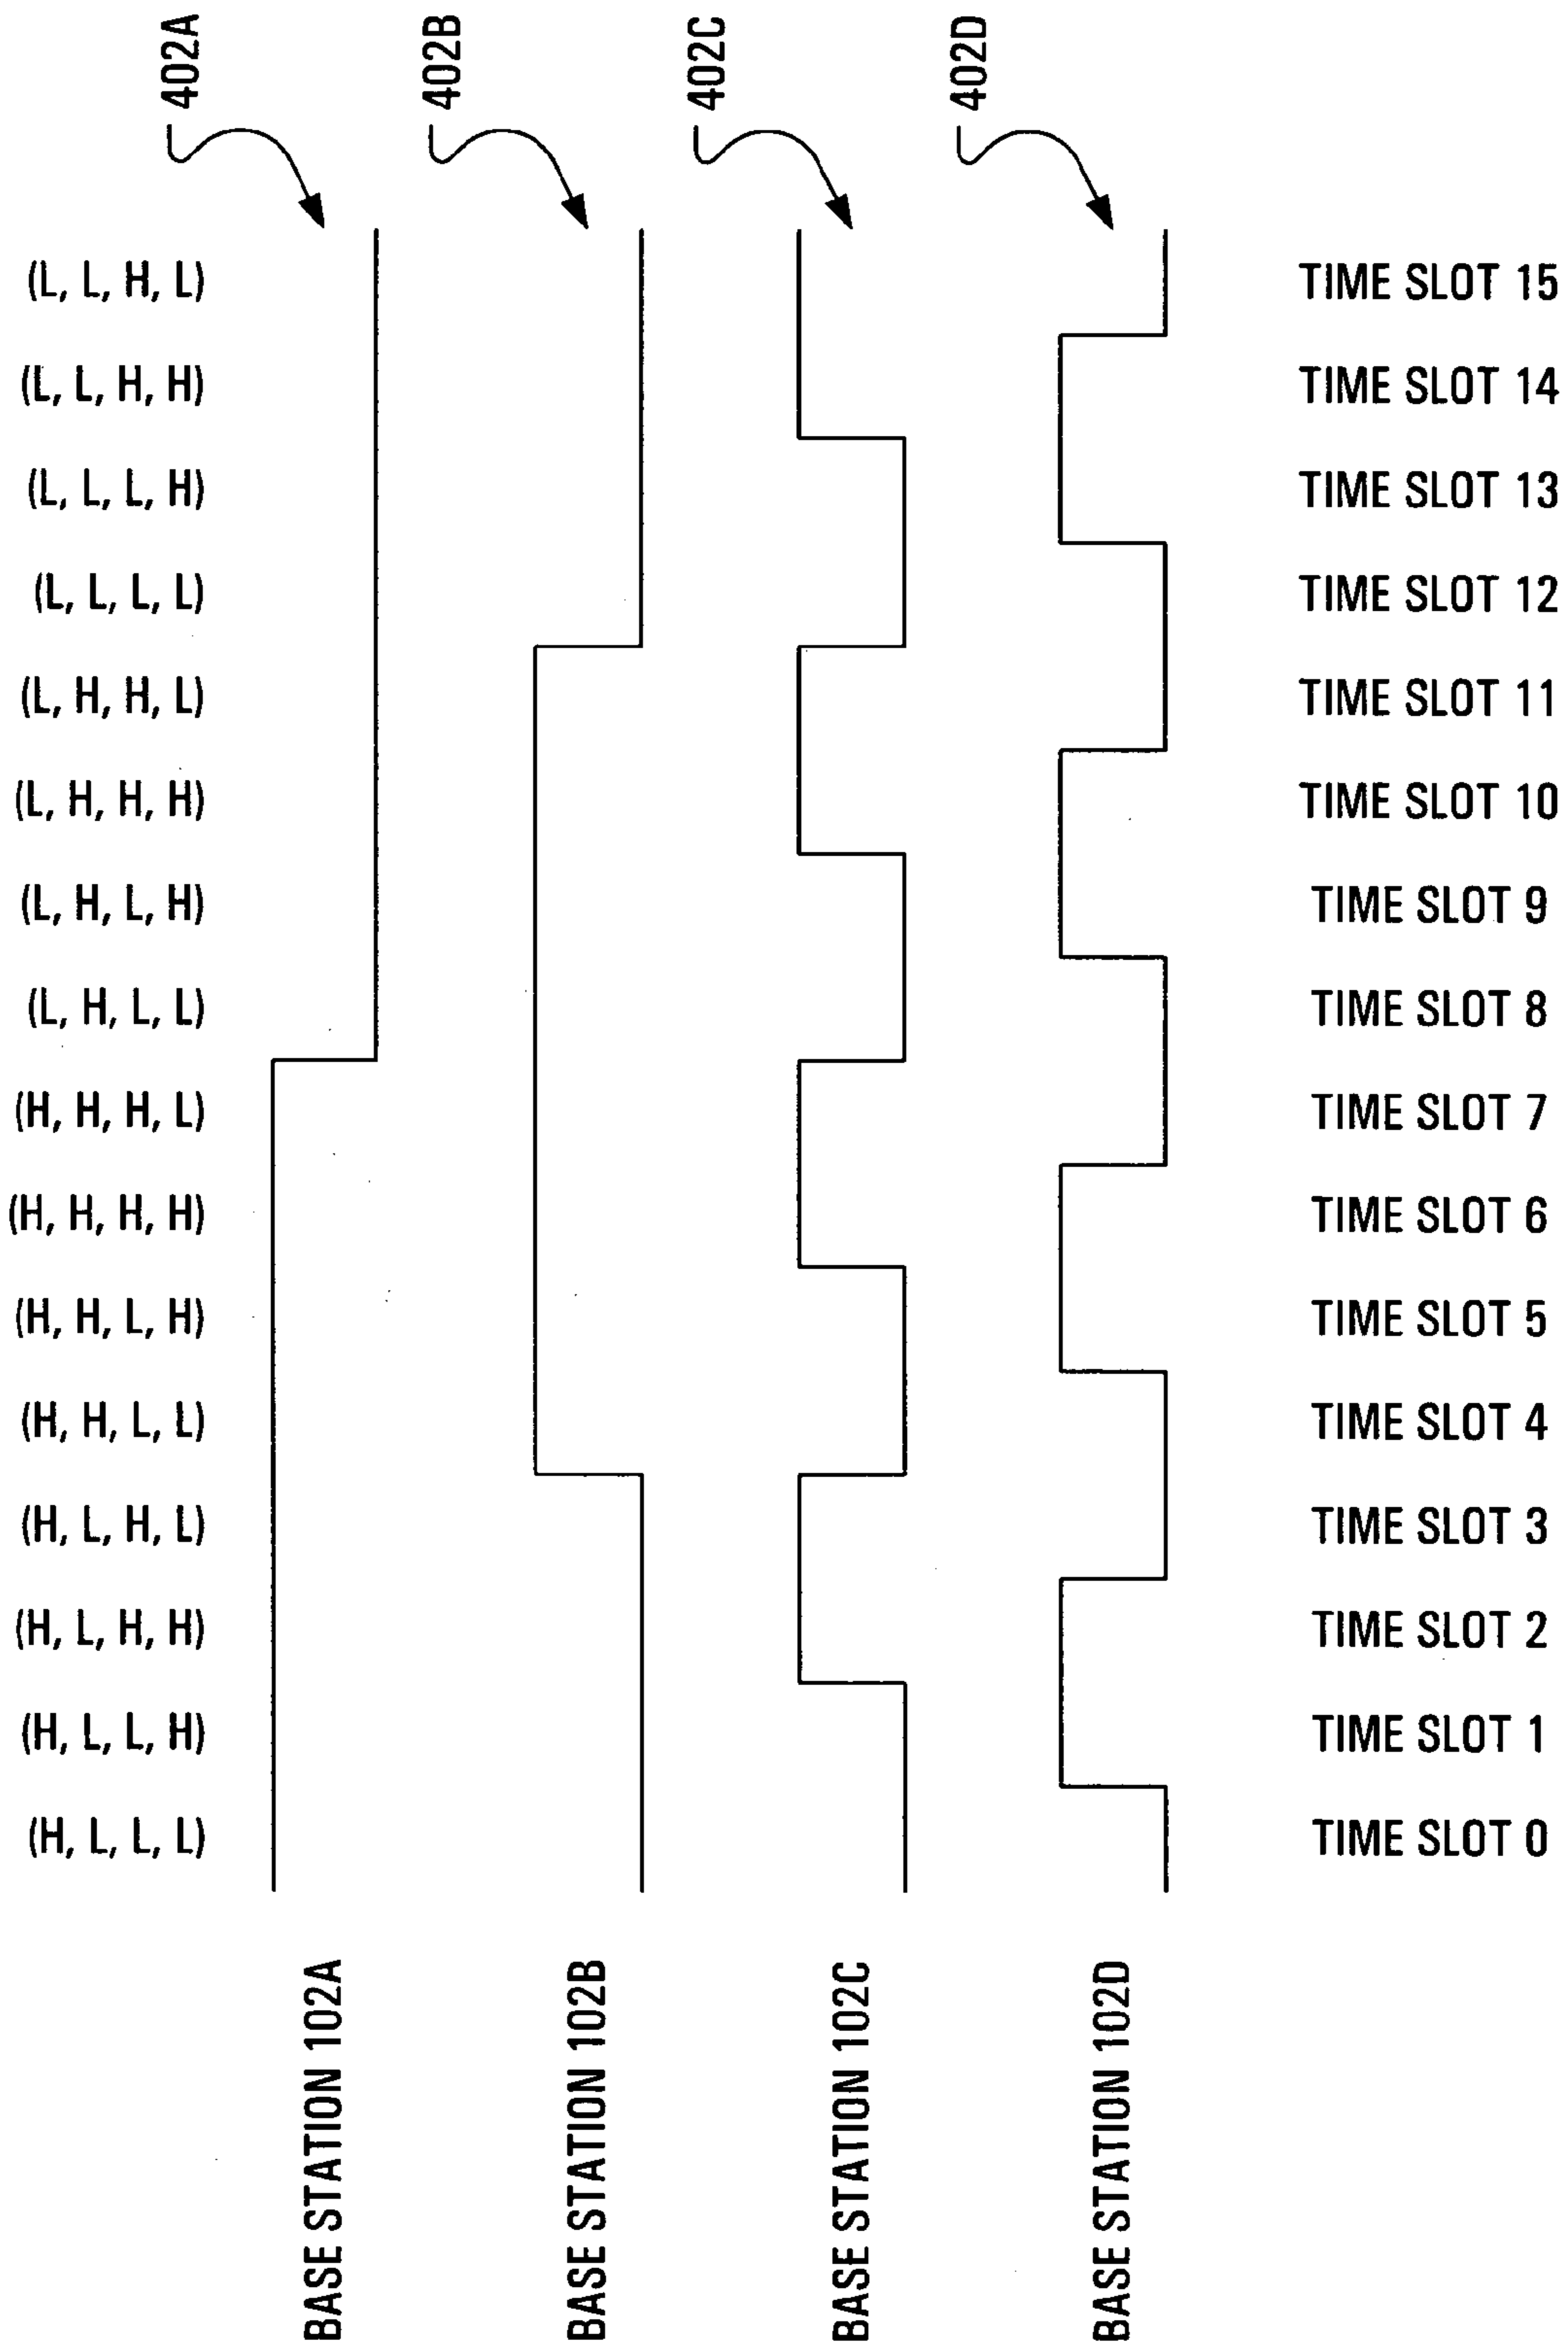 402A
402B
402C
402D
(L, L, H, L) TIME SLOT 15
(L, L, H, H) TIME SLOT 14
(L, L, L, H) TIME SLOT 13
(L, L, L, L) TIME SLOT 12
(L, H, H, L) TIME SLOT 11
(L, H, H, H) TIME SLOT 10
(L, H, L, H) TIME SLOT 9
(L, H, L, L) TIME SLOT 8
(H, H, H, L) TIME SLOT 7
(H, H, H, H) TIME SLOT 6
(H, H, L, H) TIME SLOT 5
(H, H, L, L) TIME SLOT 4
(H, L, H, L) TIME SLOT 3
(H, L, H, H) TIME SLOT 2
(H, L, L, H) TIME SLOT 1
(H, L, L, L) TIME SLOT 0
BASE STATION 102A
BASE STATION 102B
BASE STATION 102C
BASE STATION 102D